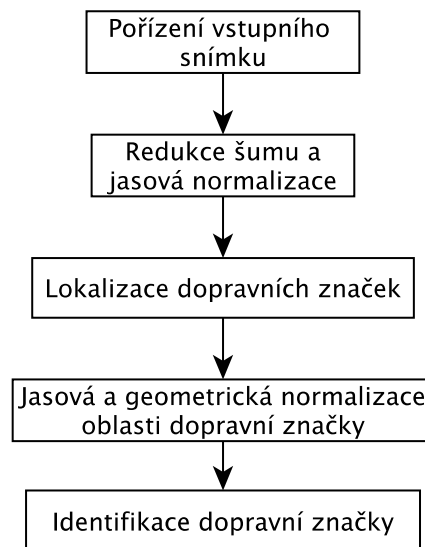 Pořízení vstupního
snímku
Redukce šumu a
jasová normalizace
Lokalizace dopravních značek
Jasová a geometrická normalizace
oblasti dopravní značky
Identifikace dopravní značky